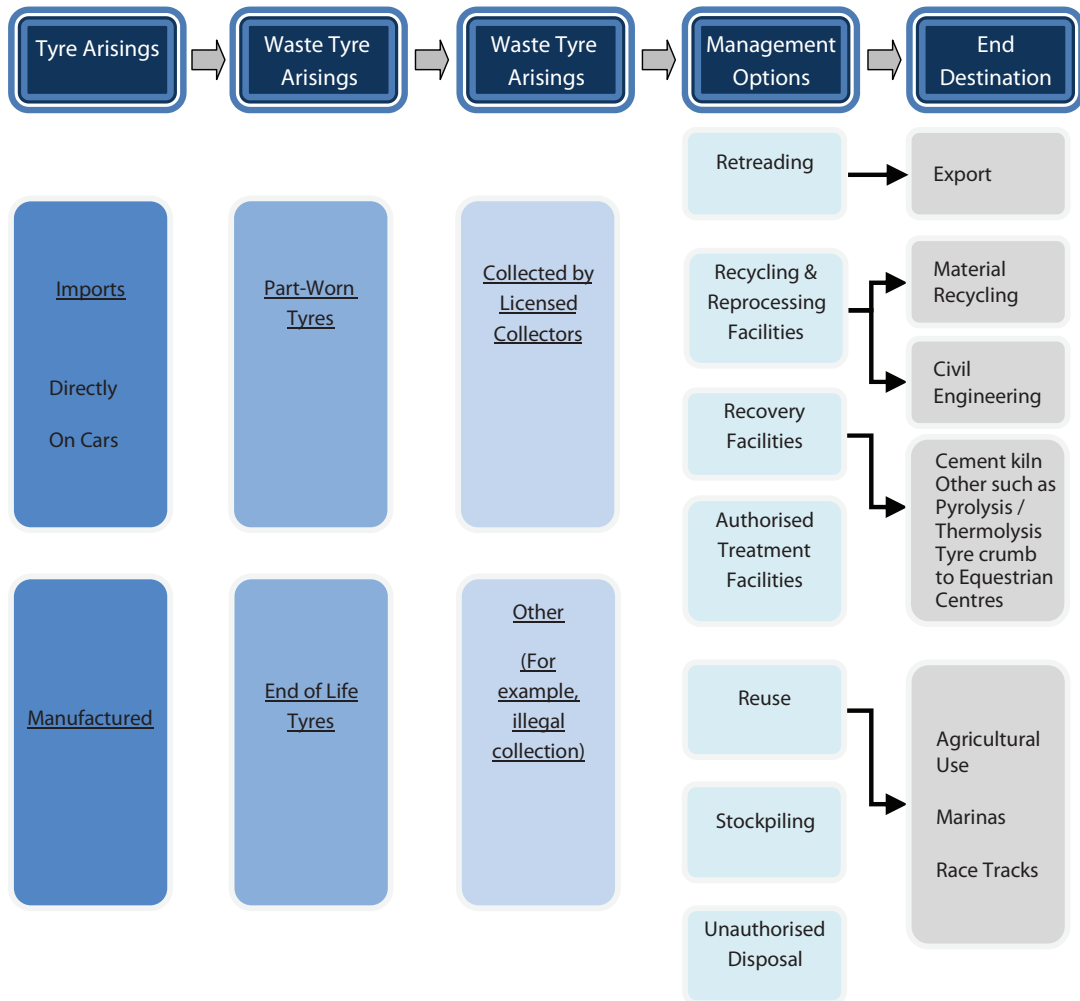 Tyre Arisings
Waste Tyre
Arisings
Waste Tyre
Arisings
Management
Options
End
Destination
Imports
Directly
On Cars
Manufactured
Part-Worn
Tyres
End of Life
Tyres
Collected by
Licensed
Collectors
Other
(For
example,
illegal
collection)
Retreading
Recycling &
Reprocessing
Facilities
Recovery
Facilities
Authorised
Treatment
Facilities
Reuse
Stockpiling
Unauthorised
Disposal
Export
Material
Recycling
Civil
Engineering
Cement kiln
Other such as
Pyrolysis /
Thermolysis
Tyre crumb
to Equestrian
Centres
Agricultural
Use
Marinas
Race Tracks